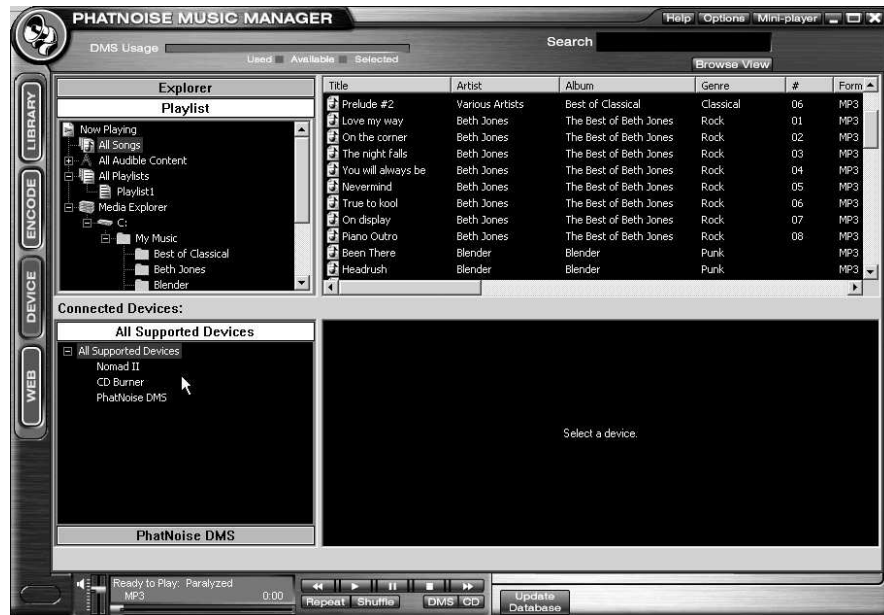 PHATNOISE MUSIC MANAGER
Help Options Mini-player
DMS Usage
Used Available Selected
Search
Browse View
LIBRARY
ENCODE
DEVICE
WEB
Explorer
Playlist
Now Playing
All Songs
All Audible Content
All Playlists
Playlist1
Media Explorer
C:
My Music
Best of Classical
Beth Jones
Blender
Title Artist Album Genre # Form
Prelude #2 Various Artists Best of Classical Classical 06 MP3
Love my way Beth Jones The Best of Beth Jones Rock 01 MP3
On the corner Beth Jones The Best of Beth Jones Rock 02 MP3
The night falls Beth Jones The Best of Beth Jones Rock 03 MP3
You will always be Beth Jones The Best of Beth Jones Rock 04 MP3
Nevermind Beth Jones The Best of Beth Jones Rock 05 MP3
True to kool Beth Jones The Best of Beth Jones Rock 06 MP3
On display Beth Jones The Best of Beth Jones Rock 07 MP3
Piano Outro Beth Jones The Best of Beth Jones Rock 08 MP3
Been There Blender Blender Punk MP3
Headrush Blender Blender Punk MP3
Connected Devices:
All Supported Devices
All Supported Devices
Nomad II
CD Burner
PhatNoise DMS
Select a device.
PhatNoise DMS
Ready to Play: Paralyzed
MP3 0:00
Repeat Shuffle DMS CD
Update
Database